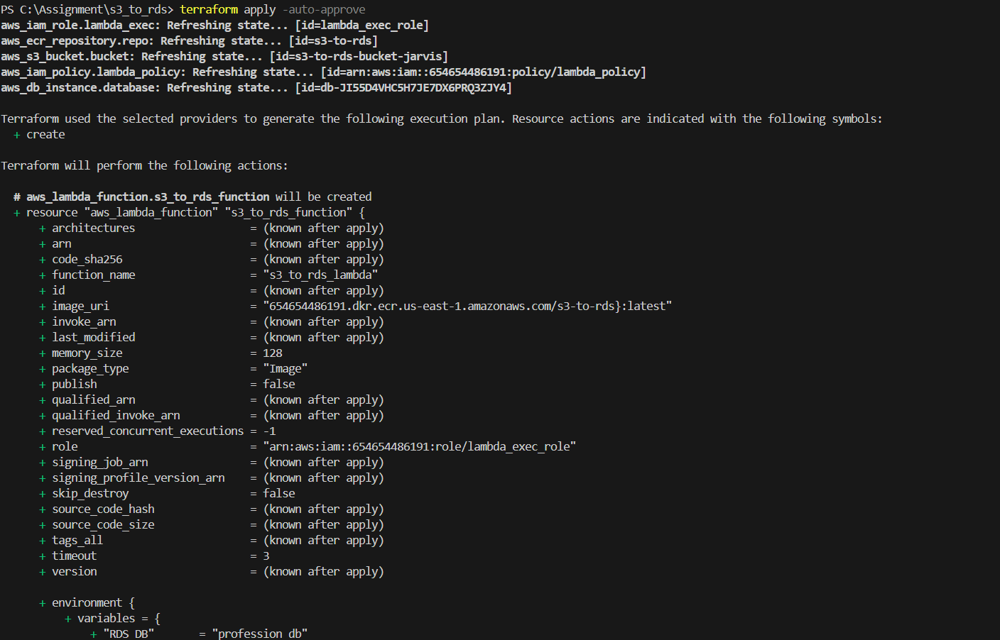 PS C:\Assignment\s3_to_rds> terraform apply -auto-approve
aws_iam_role.lambda_exec: Refreshing state... [id=lambda_exec_role]
aws_ecr_repository.repo: Refreshing state... [id=s3-to-rds]
aws_s3_bucket.bucket: Refreshing state... [id=s3-to-rds-bucket-jarvis]
aws_iam_policy.lambda_policy: Refreshing state... [id=arn:aws:iam::654654486191:policy/lambda_policy]
aws_db_instance.database: Refreshing state... [id=db-JI55D4VHC5H7JE7DX6PRQ3ZJY4]

Terraform used the selected providers to generate the following execution plan. Resource actions are indicated with the following symbols:
  + create

Terraform will perform the following actions:

  # aws_lambda_function.s3_to_rds_function will be created
  + resource "aws_lambda_function" "s3_to_rds_function" {
      + architectures                  = (known after apply)
      + arn                            = (known after apply)
      + code_sha256                    = (known after apply)
      + function_name                  = "s3_to_rds_lambda"
      + id                             = (known after apply)
      + image_uri                      = "654654486191.dkr.ecr.us-east-1.amazonaws.com/s3-to-rds}:latest"
      + invoke_arn                     = (known after apply)
      + last_modified                  = (known after apply)
      + memory_size                    = 128
      + package_type                   = "Image"
      + publish                        = false
      + qualified_arn                  = (known after apply)
      + qualified_invoke_arn           = (known after apply)
      + reserved_concurrent_executions = -1
      + role                           = "arn:aws:iam::654654486191:role/lambda_exec_role"
      + signing_job_arn                = (known after apply)
      + signing_profile_version_arn    = (known after apply)
      + skip_destroy                   = false
      + source_code_hash               = (known after apply)
      + source_code_size               = (known after apply)
      + tags_all                       = (known after apply)
      + timeout                        = 3
      + version                        = (known after apply)

      + environment {
          + variables = {
              + "RDS_DB"       = "profession_db"